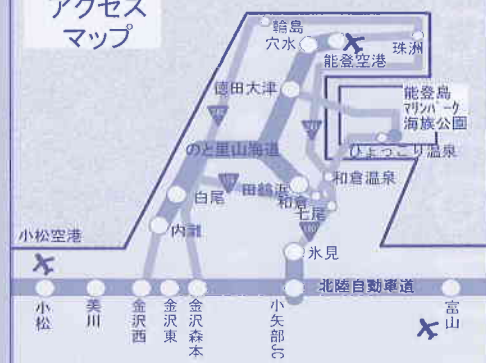 アクセス
マップ
輪島
穴水
能登空港
珠洲
徳田大津
能登島
マリンパーク
海族公園
のと里山海道
ひょっこり温泉
和倉温泉
田鶴浜
和倉
七尾
白尾
内灘
小松空港
氷見
北陸自動車道
小松
美川
金沢西
金沢東
金沢森本
小矢部JC
富山